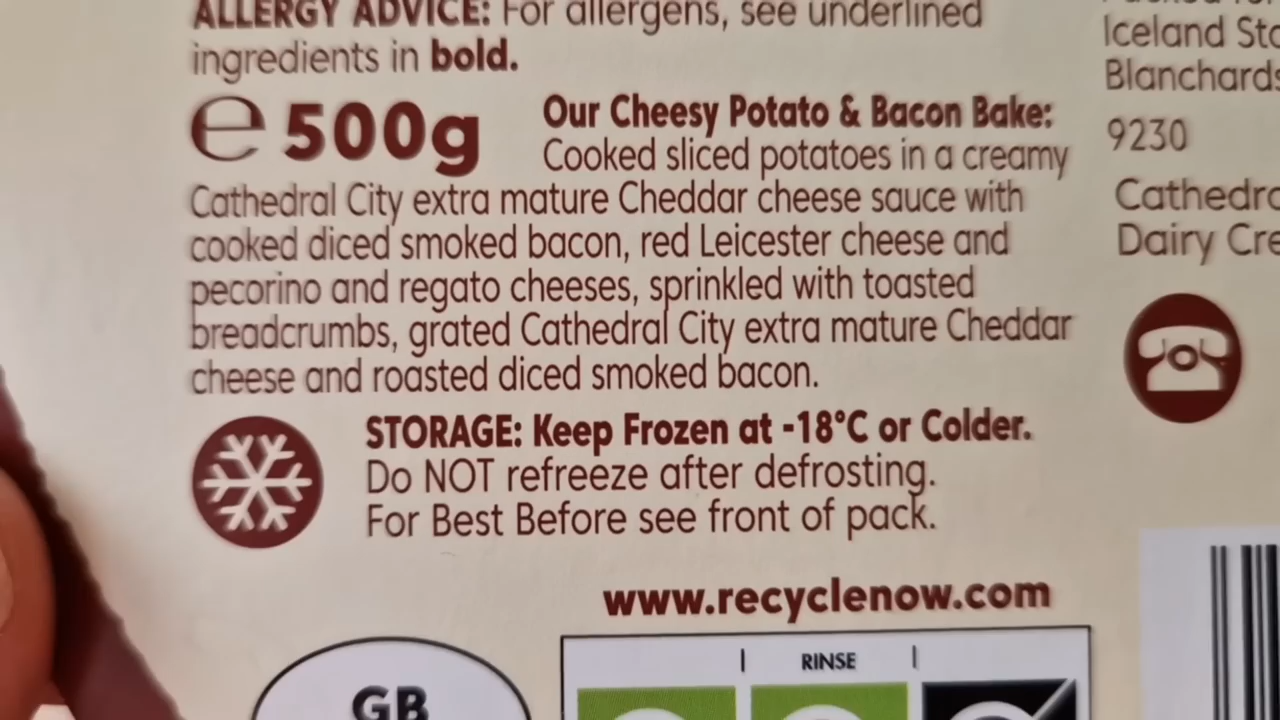 ALLERGY ADVICE: For allergens, see underlined
ingredients in bold.
e 500g
Our Cheesy Potato & Bacon Bake:
Cooked sliced potatoes in a creamy
Cathedral City extra mature Cheddar cheese sauce with
cooked diced smoked bacon, red Leicester cheese and
pecorino and regato cheeses, sprinkled with toasted
breadcrumbs, grated Cathedral City extra mature Cheddar
cheese and roasted diced smoked bacon.
STORAGE: Keep Frozen at -18°C or Colder.
Do NOT refreeze after defrosting.
For Best Before see front of pack.
www.recyclenow.com
RINSE
GB
Iceland
9230
Dairy